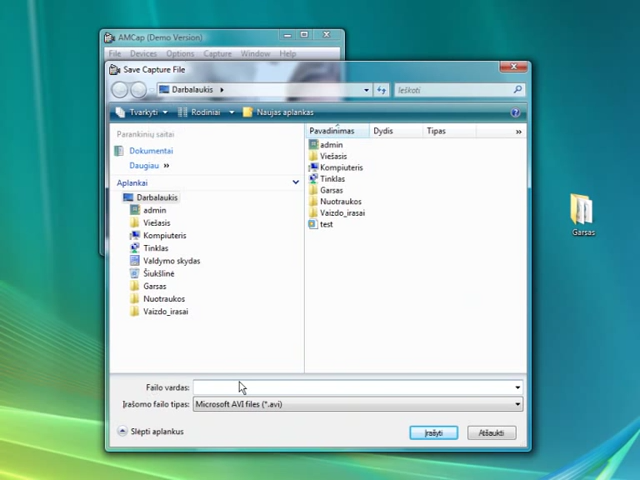 AMCap (Demo Version)
File Devices Options Capture Window Help
Save Capture File
Darbalaukis
Ieškoti
Tvarkyti Rodiniai Naujas aplankas
Parankinių saitai
Dokumentai
Daugiau »
Aplankai
Darbalaukis
admin
Viešasis
Kompiuteris
Tinklas
Valdymo skydas
Šiukšlinė
Garsas
Nuotraukos
Vaizdo_irasai
Pavadinimas Dydis Tipas »
admin
Viešasis
Kompiuteris
Tinklas
Garsas
Nuotraukos
Vaizdo_irasai
test
Garsas
Failo vardas:
Įrašomo failo tipas: Microsoft AVI files (*.avi)
Slėpti aplankus
Įrašyti Atšaukti